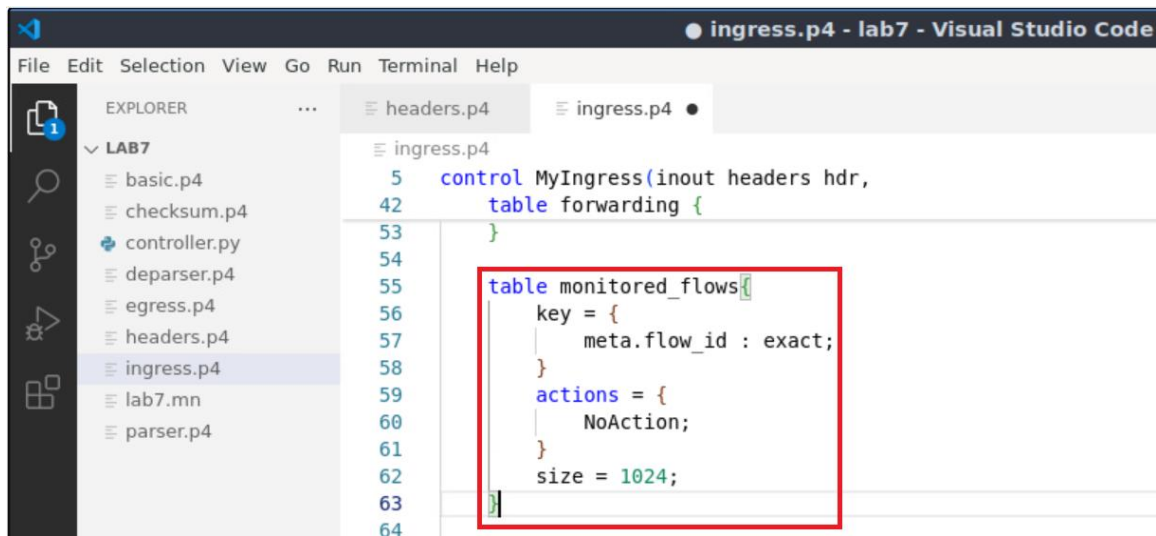 ● ingress.p4 - lab7 - Visual Studio Code
File Edit Selection View Go Run Terminal Help
1
EXPLORER ...
LAB7
basic.p4
checksum.p4
controller.py
deparser.p4
egress.p4
headers.p4
ingress.p4
lab7.mn
parser.p4
headers.p4 ingress.p4 ●
ingress.p4
5 control MyIngress(inout headers hdr,
42 table forwarding {
53 }
54
55 table monitored_flows{
56 key = {
57 meta.flow_id : exact;
58 }
59 actions = {
60 NoAction;
61 }
62 size = 1024;
63 }
64